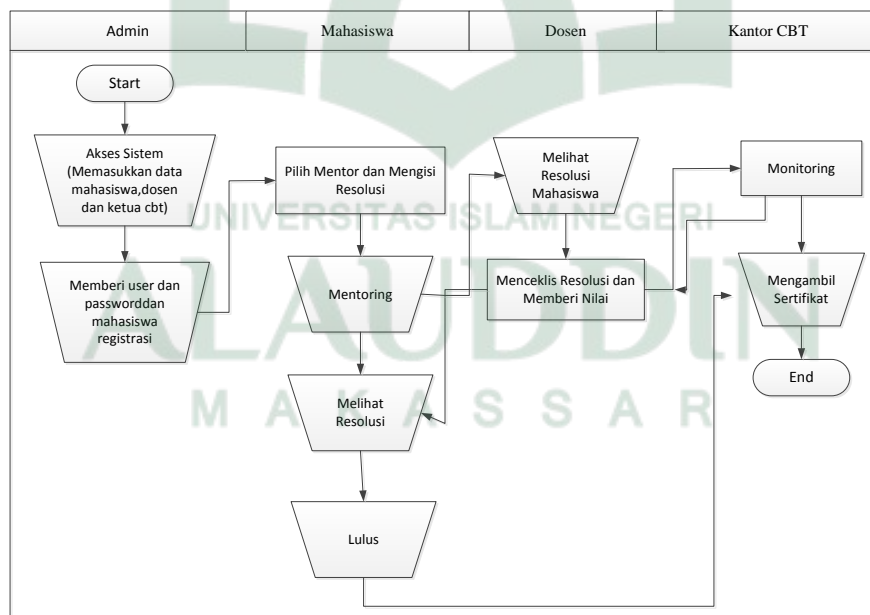 Admin
Mahasiswa
Dosen
Kantor CBT
Start
Akses Sistem
(Memasukkan data
mahasiswa,dosen
dan ketua cbt)
Memberi user dan
passworddan
mahasiswa
registrasi
Pilih Mentor dan Mengisi
Resolusi
Mentoring
Melihat
Resolusi
Lulus
Melihat
Resolusi
Mahasiswa
Menceklis Resolusi dan
Memberi Nilai
Monitoring
Mengambil
Sertifikat
End
UNIVERSITAS ISLAM NEGERI
ALAUDDIN
MAKASSAR